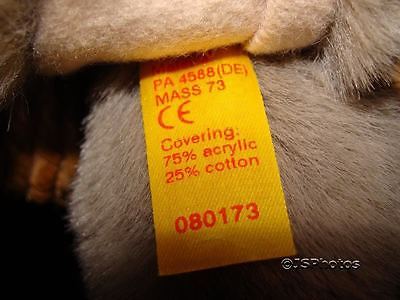 PA 4588(DE)
MASS 73
CE
Covering:
75% acrylic
25% cotton
080173
©JSPhotos